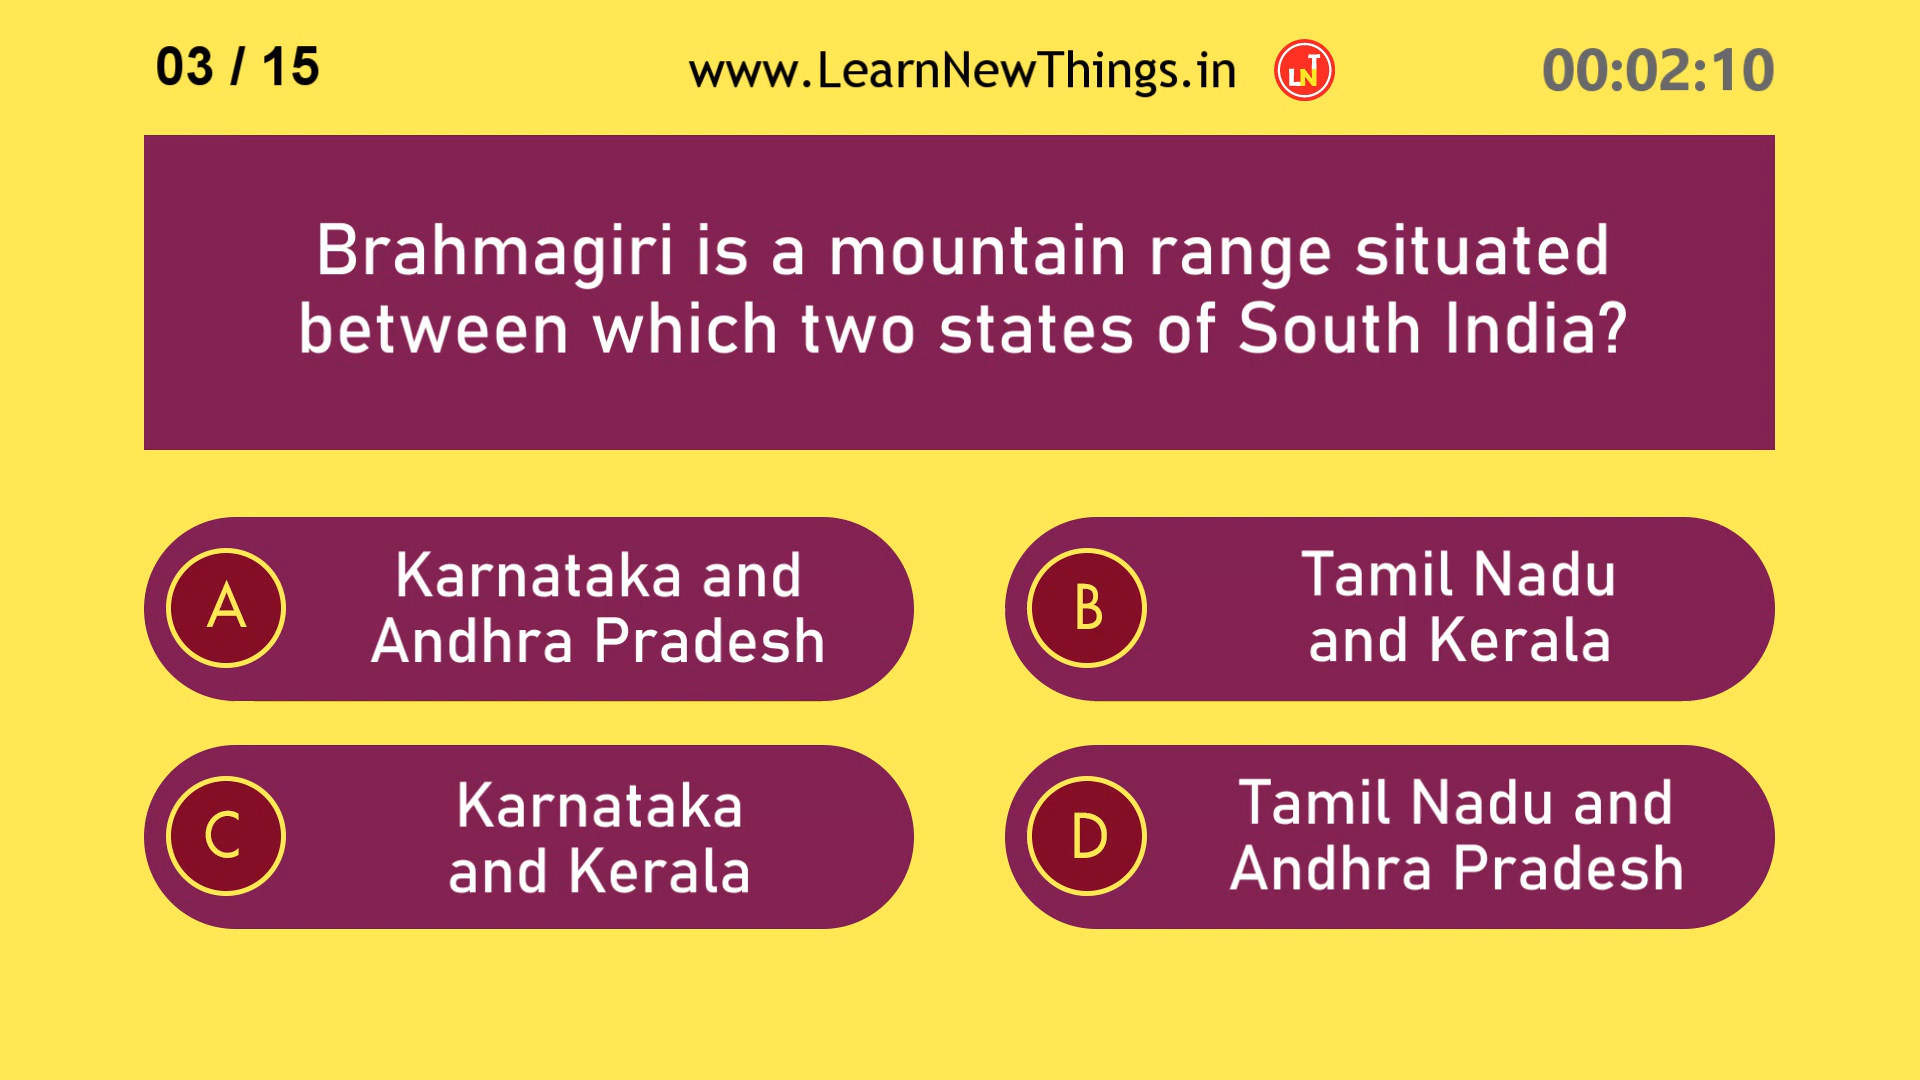 03 / 15
www.LearnNewThings.in
LNT
00:02:10
Brahmagiri is a mountain range situated
between which two states of South India?
A
Karnataka and
Andhra Pradesh
B
Tamil Nadu
and Kerala
C
Karnataka
and Kerala
D
Tamil Nadu and
Andhra Pradesh